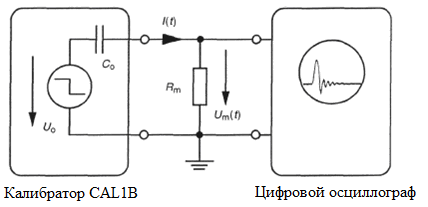 I(t)
C₀
Rₘ
U₀
Uₘ(t)
Калибратор CAL1B
Цифровой осциллограф